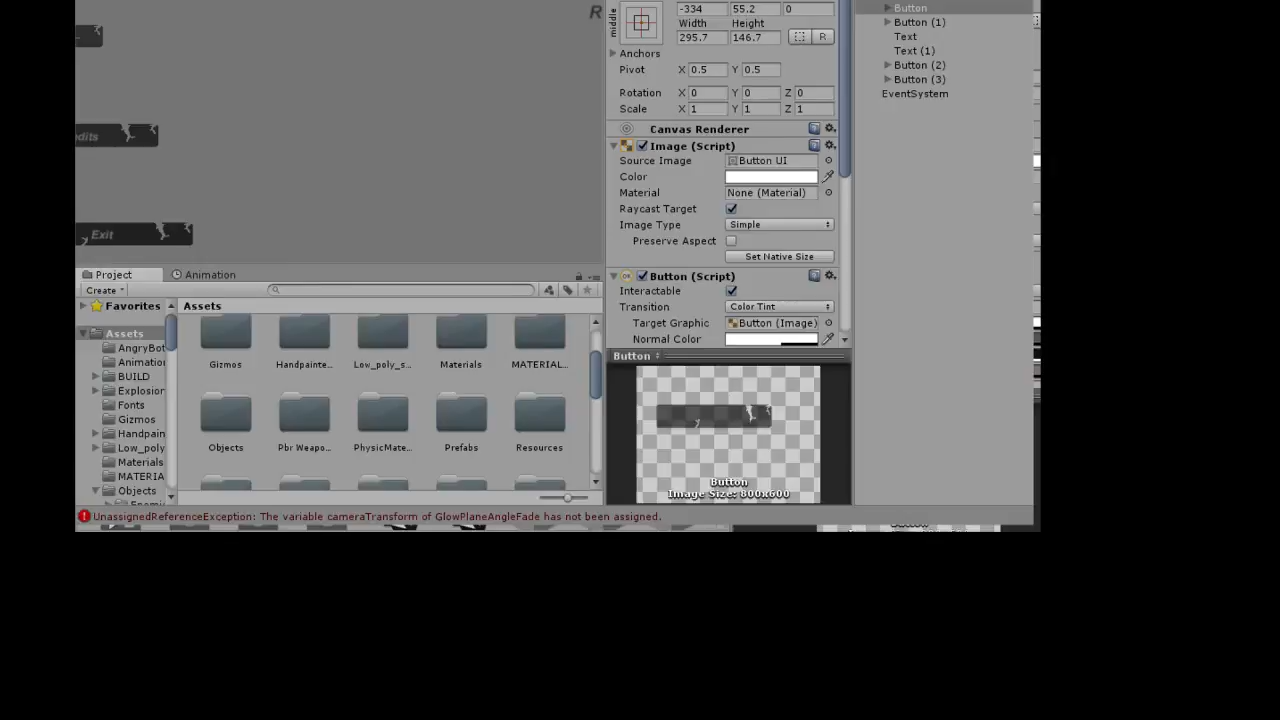 R
edits
Exit
Project
Animation
Create
Favorites
Assets
AngryBot
Animation
BUILD
Explosion
Fonts
Gizmos
Handpain
Low_poly
Materials
MATERIA
Objects
Assets
Gizmos
Handpainte...
Low_poly_s...
Materials
MATERIAL...
Objects
Pbr Weapo...
PhysicMate...
Prefabs
Resources
UnassignedReferenceException: The variable cameraTransform of GlowPlaneAngleFade has not been assigned.
middle
-334 55.2 0
Width Height
295.7 146.7 R
Anchors
Pivot X 0.5 Y 0.5
Rotation X 0 Y 0 Z 0
Scale X 1 Y 1 Z 1
Canvas Renderer
Image (Script)
Source Image Button UI
Color
Material None (Material)
Raycast Target
Image Type Simple
Preserve Aspect
Set Native Size
Button (Script)
Interactable
Transition Color Tint
Target Graphic Button (Image)
Normal Color
Button
Button
Image Size: 800x600
Button
Button (1)
Text
Text (1)
Button (2)
Button (3)
EventSystem